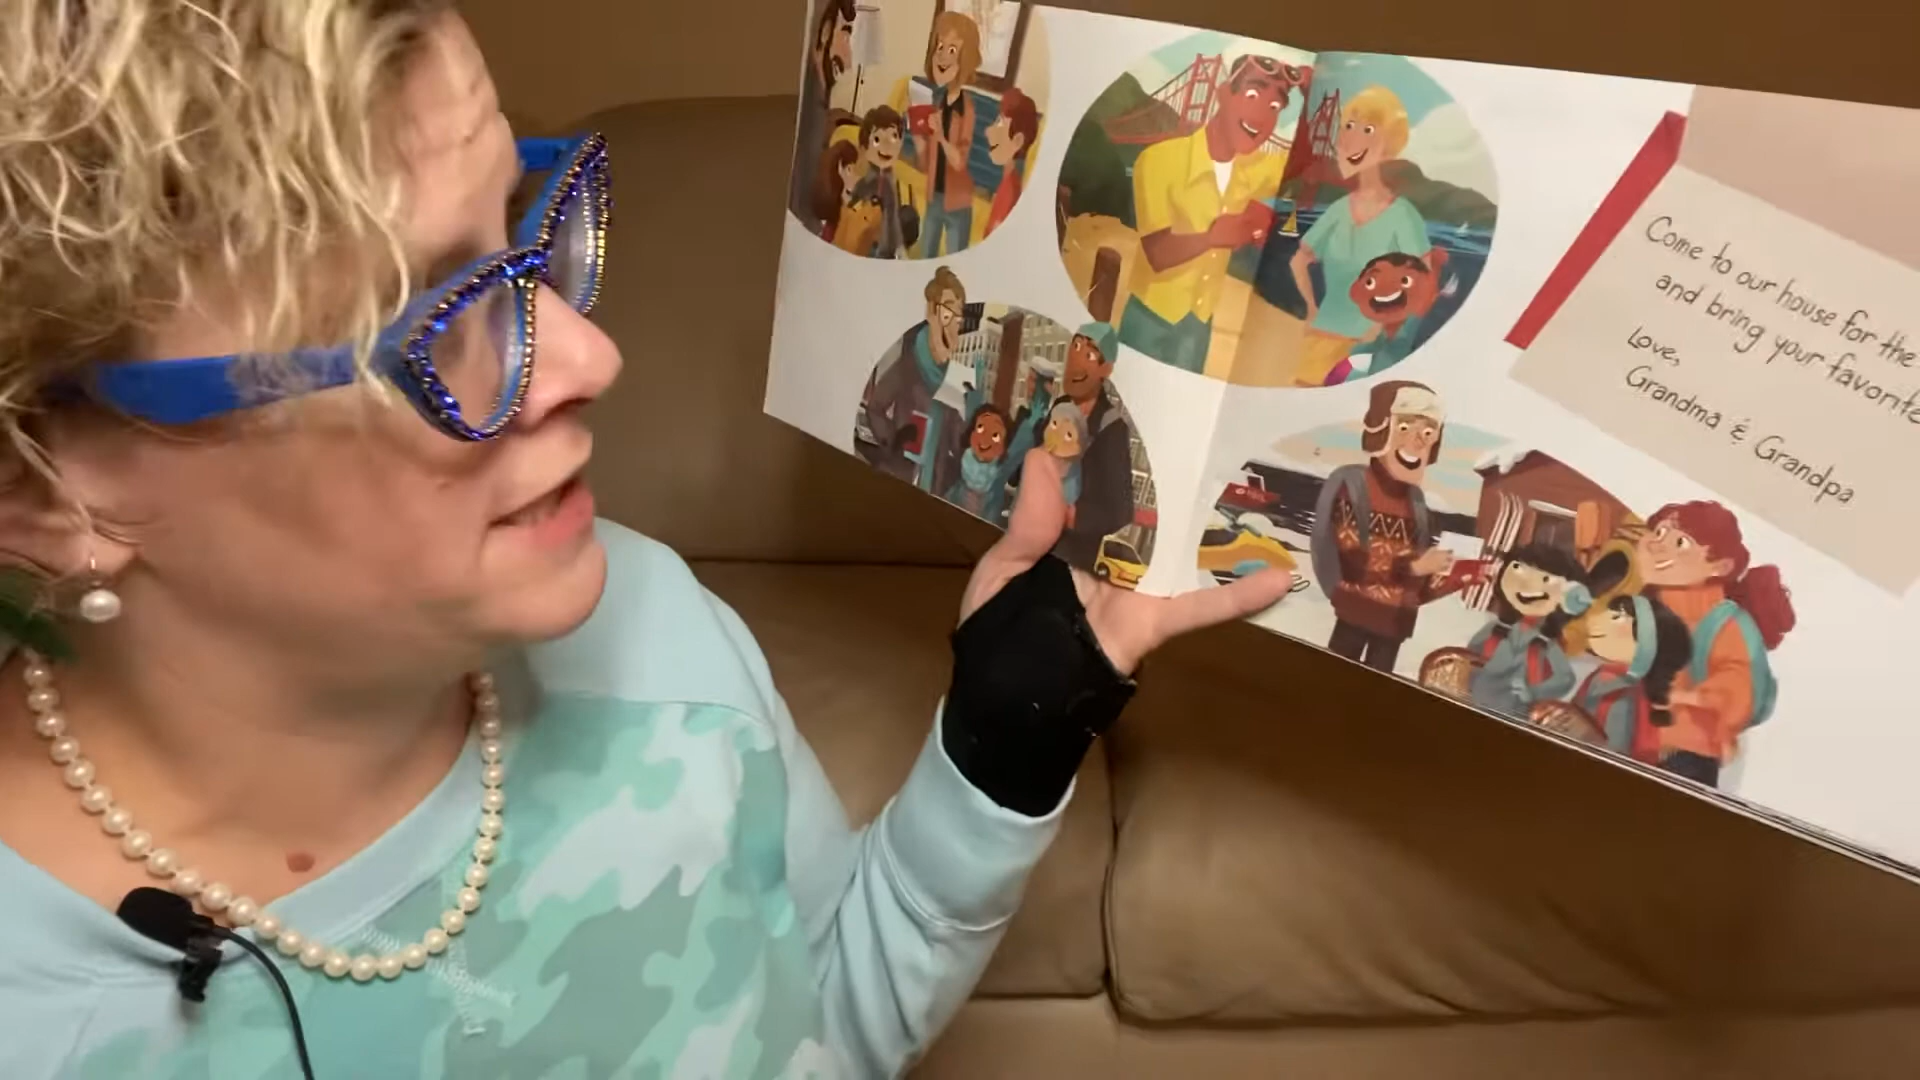 Come to our house for the
and bring your favorite
Love,
Grandma & Grandpa